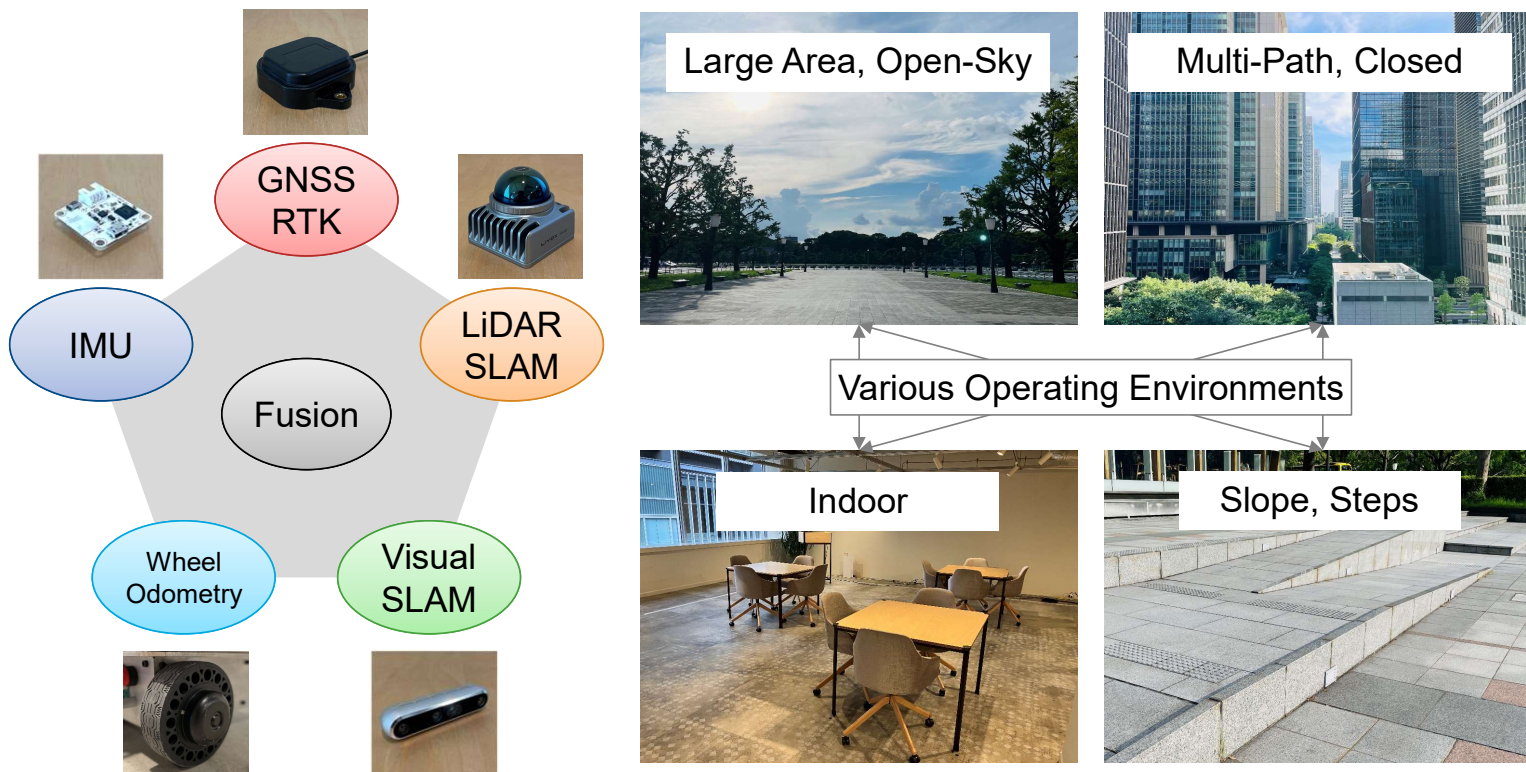 GNSS
RTK
IMU
LiDAR
SLAM
Fusion
Wheel
Odometry
Visual
SLAM
Large Area, Open-Sky
Multi-Path, Closed
Various Operating Environments
Indoor
Slope, Steps